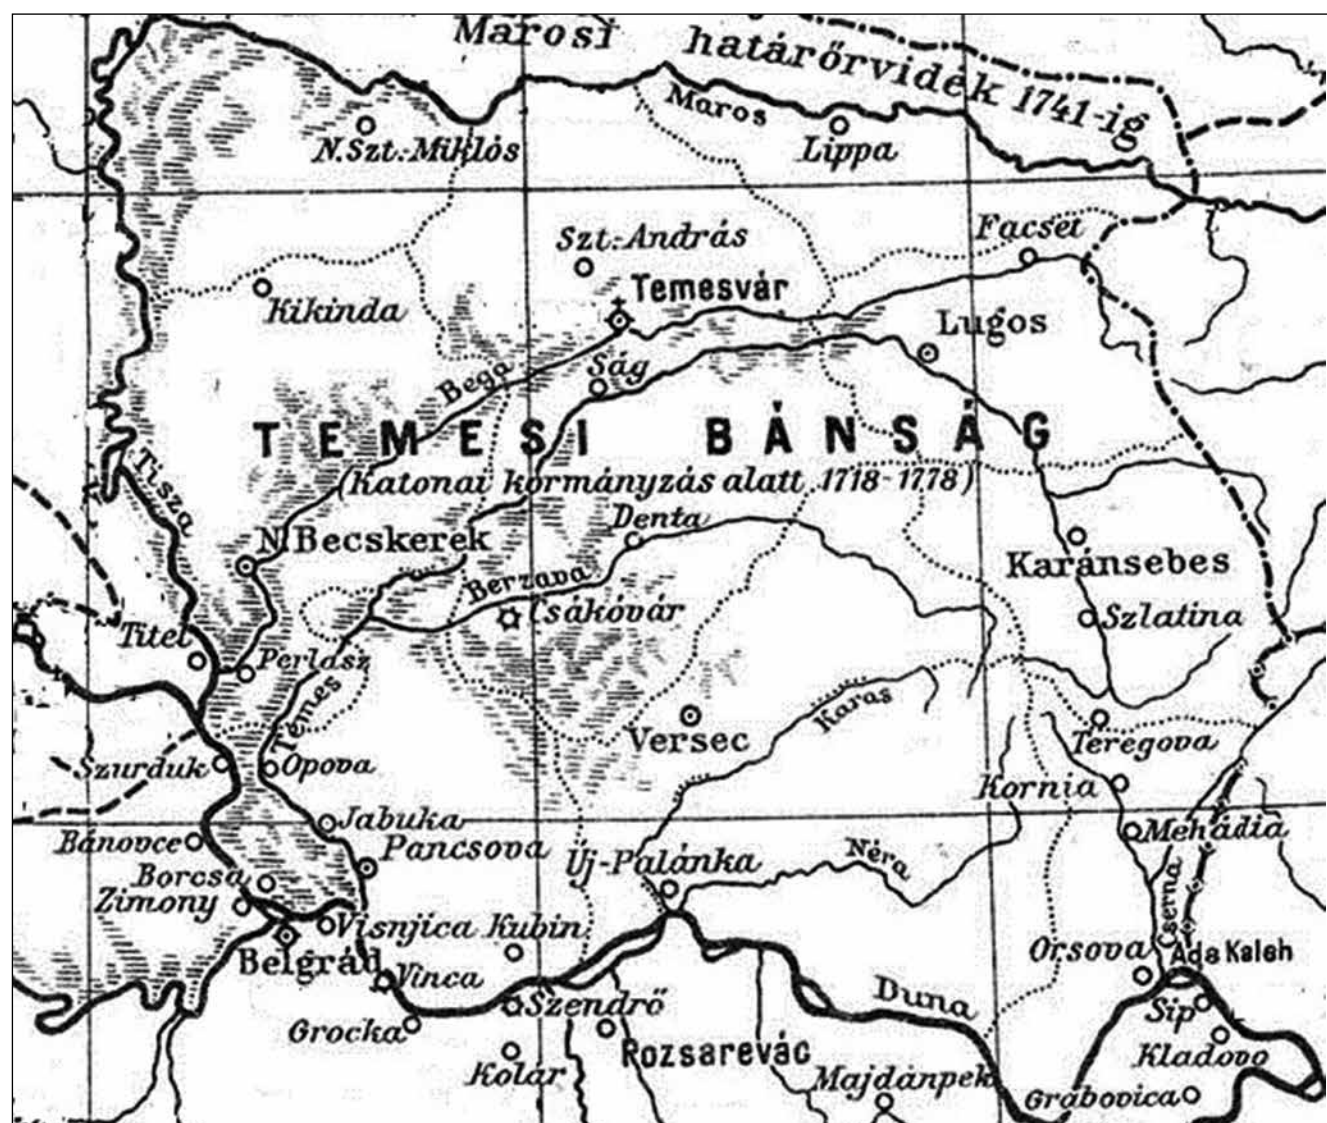 Marosi
határőrvidék 1741-ig
Maros
N.Szt.-Miklós
Lippa
Szt.-András
Facset
Kikinda
Temesvár
Lugos
Ság
Bega
TEMESI BÁNSÁG
(Katonai kormányzás alatt 1718-1778)
Tisza
Denta
N.Becskerek
Karánsebes
Berzava
Csákóvár
Szlatina
Titel
Perlasz
Temes
Versec
Karas
Teregova
Szurduk
Opova
Kornia
Jabuka
Mehádia
Bánovce
Pancsova
Új-Palánka
Néra
Borcsa
Zimony
Cserna
Visnjica
Kubin
Orsova
Ada Kaleh
Belgrád
Vinca
Duna
Szendrő
Sip
Grocka
Rozsarevác
Kladovo
Kolár
Majdánpek
Grábovica